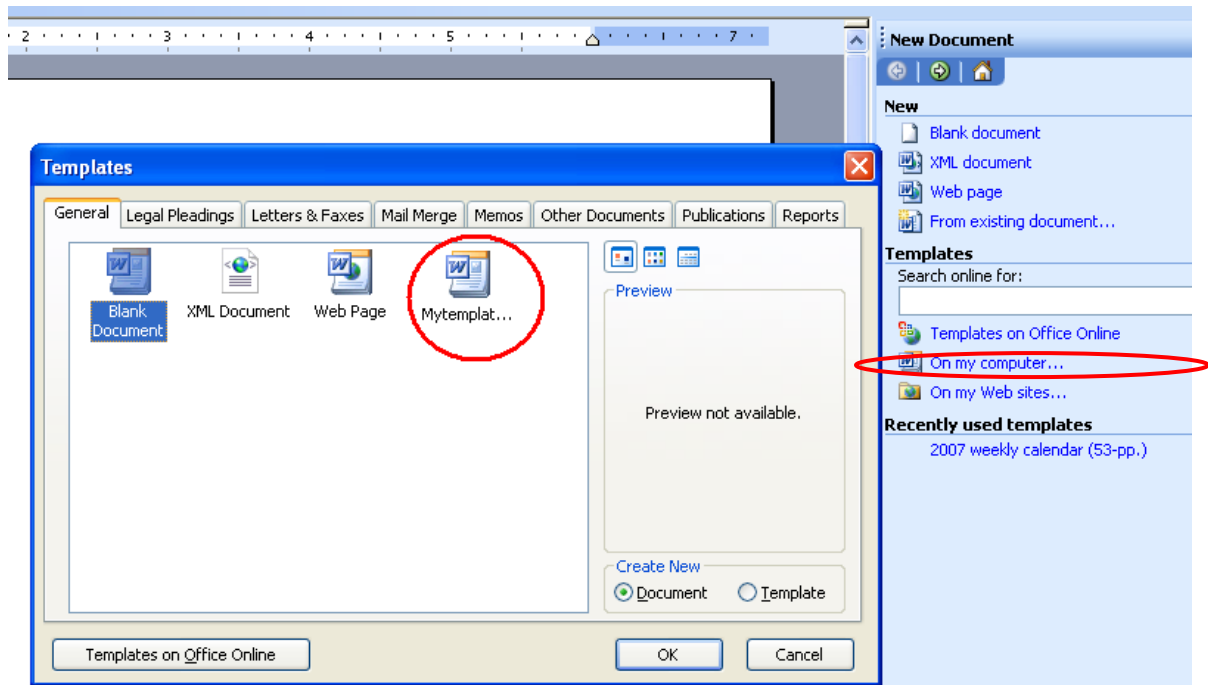 2 3 4 5 7
New Document
New
Blank document
XML document
Web page
From existing document...
Templates
Search online for:
Templates on Office Online
On my computer...
On my Web sites...
Recently used templates
2007 weekly calendar (53-pp.)
Templates
General Legal Pleadings Letters & Faxes Mail Merge Memos Other Documents Publications Reports
Blank Document
XML Document
Web Page
Mytemplat...
Preview
Preview not available.
Create New
Document Template
Templates on Office Online
OK Cancel